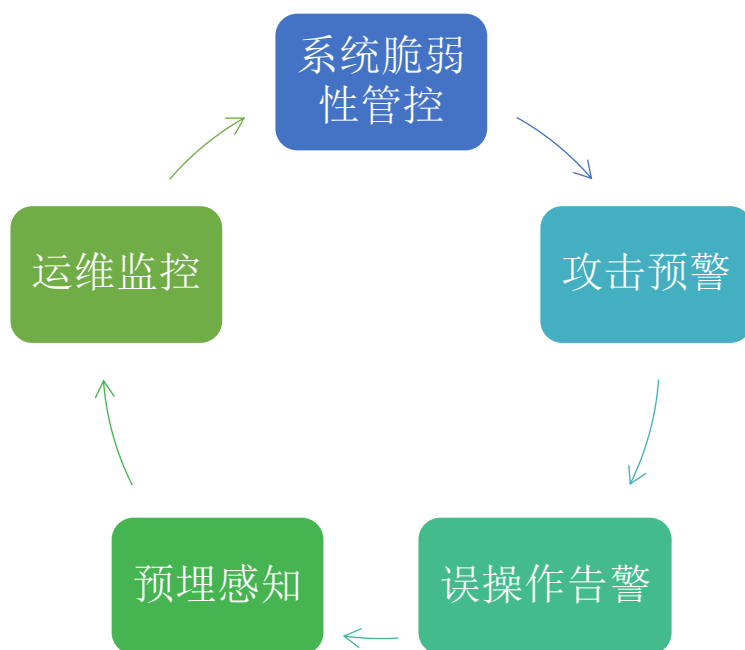 系统脆弱
性管控
运维监控
攻击预警
预埋感知
误操作告警